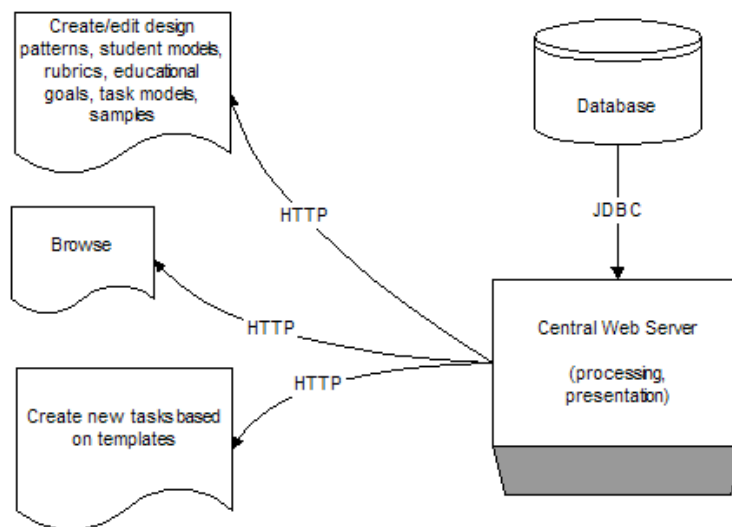 Create/edit design
patterns, student models,
rubrics, educational
goals, task models,
samples
Database
HTTP
JDBC
Browse
HTTP
Central Web Server
(processing,
presentation)
HTTP
Create new tasks based
on templates